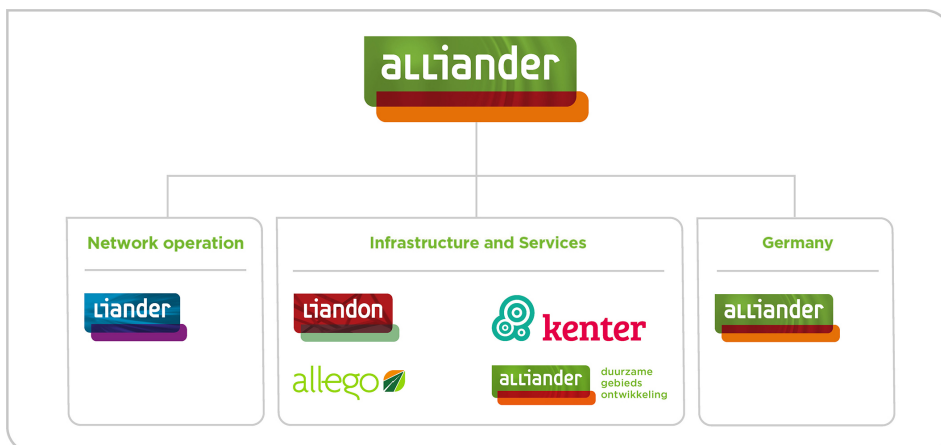 alliander
Network operation
Infrastructure and Services
Germany
Liander
Liandon
kenter
alliander
allego
alliander
duurzame
gebieds
ontwikkeling